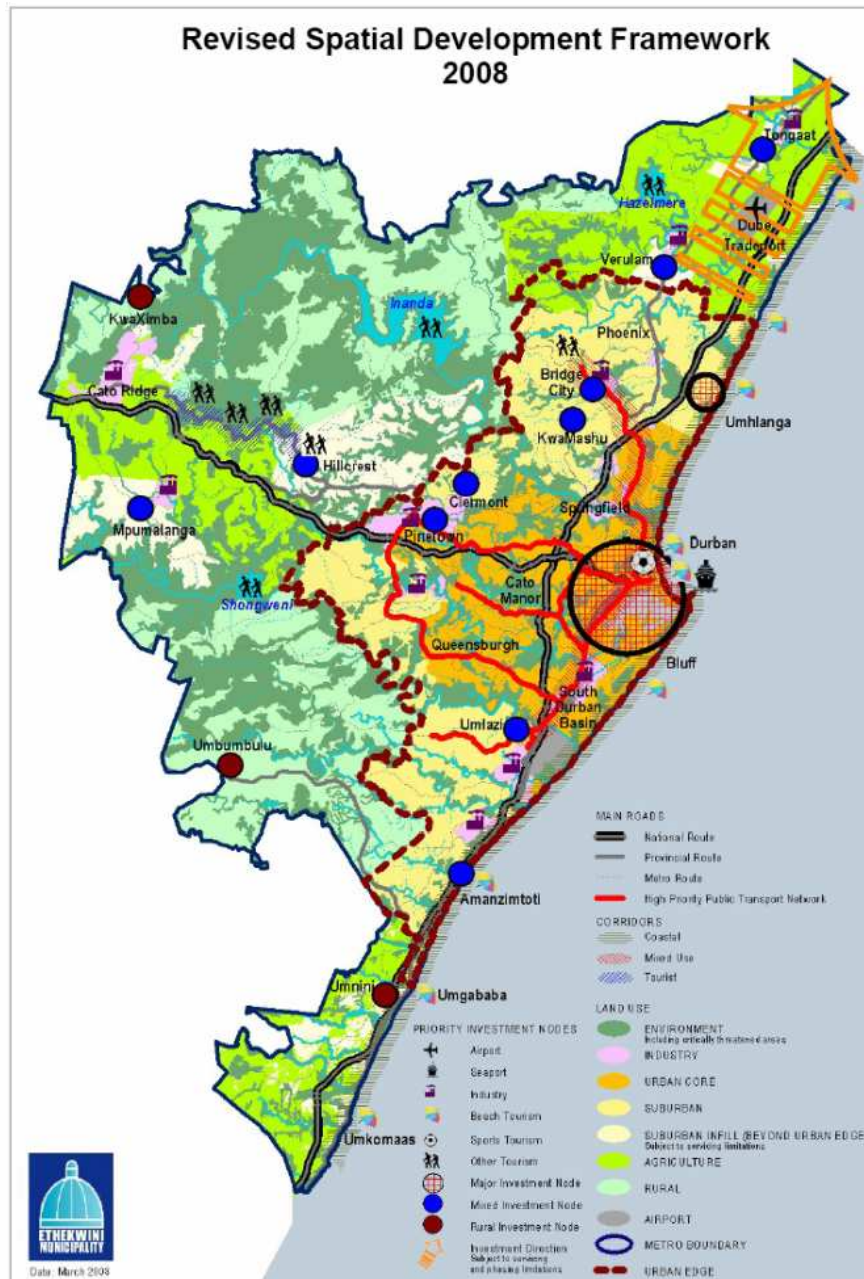 Revised Spatial Development Framework
2008
Tongaat
Hazelmere
Dube
Tradeport
Verulam
KwaXimba
Inanda
Phoenix
Bridge
City
Cato Ridge
KwaMashu
Umhlanga
Hillcrest
Clermont
Springfield
Mpumalanga
Pinetown
Durban
Cato
Manor
Shongweni
Queensburgh
Bluff
South
Durban
Basin
Umlazi
Umbumbulu
Amanzimtoti
Umnini
Umgababa
Umkomaas
MAIN ROADS
National Route
Provincial Route
Metro Route
High Priority Public Transport Network
CORRIDORS
Coastal
Mixed Use
Tourist
PRIORITY INVESTMENT NODES
Airport
Seaport
Industry
Beach Tourism
Sports Tourism
Other Tourism
Major Investment Node
Mixed Investment Node
Rural Investment Node
Investment Direction
Subject to servicing
and phasing limitations
LAND USE
ENVIRONMENT
Including critically threatened areas
INDUSTRY
URBAN CORE
SUBURBAN
SUBURBAN INFILL (BEYOND URBAN EDGE
Subject to servicing limitations
AGRICULTURE
RURAL
AIRPORT
METRO BOUNDARY
URBAN EDGE
ETHEKWINI
MUNICIPALITY
Date: March 2008